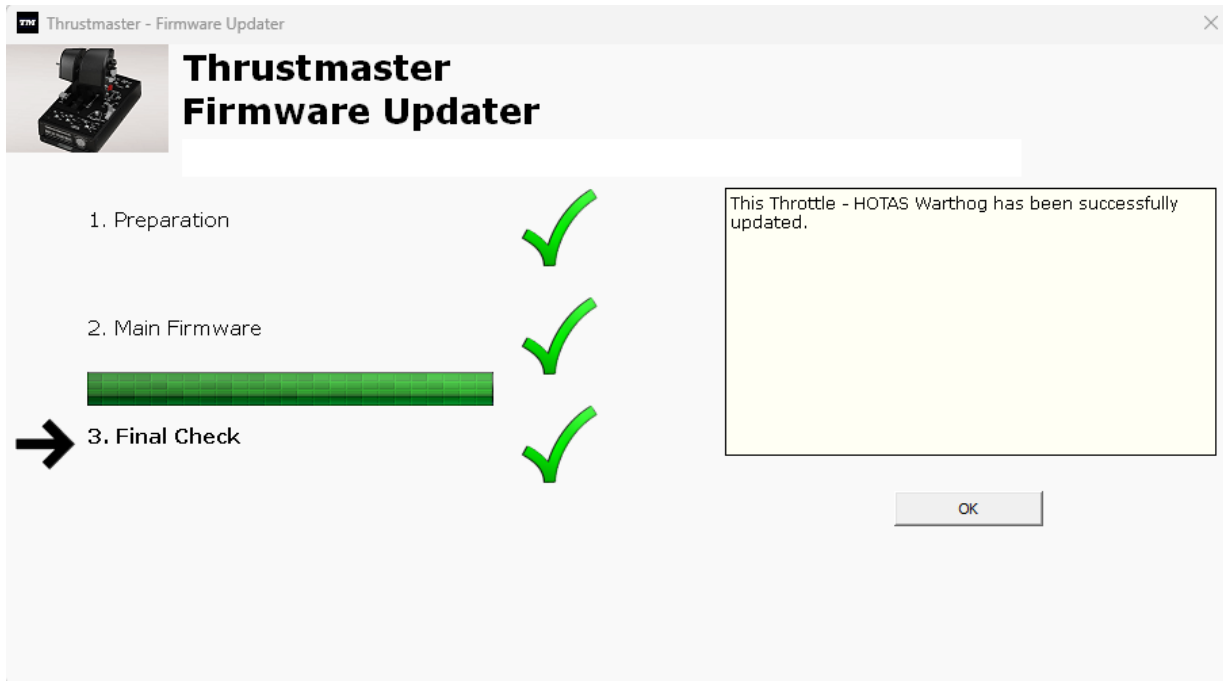 TM Thrustmaster - Firmware Updater
Thrustmaster
Firmware Updater
1. Preparation
This Throttle - HOTAS Warthog has been successfully
updated.
2. Main Firmware
3. Final Check
OK